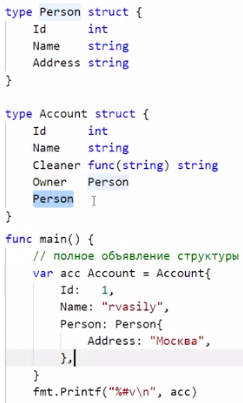 type Person struct {
Id int
Name string
Address string
}
type Account struct {
Id int
Name string
Cleaner func(string) string
Owner Person
Person
}
func main() {
// полное объявление структуры
var acc Account = Account{
Id: 1,
Name: "rvasily",
Person: Person{
Address: "Москва",
},
}
fmt.Printf("%#v\n", acc)